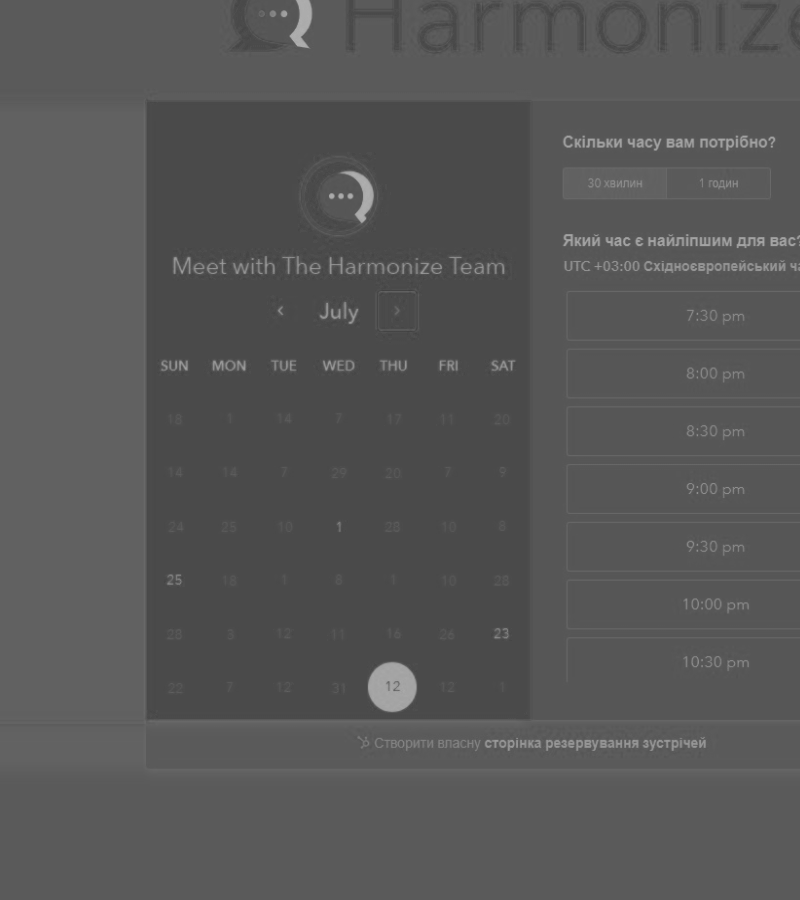 Harmonize
Meet with The Harmonize Team
July
SUN MON TUE WED THU FRI SAT
18 1 14 7 17 11 20
14 14 7 29 20 7 9
24 25 10 1 28 10 6
25 18 1 8 1 10 28
28 3 12 11 16 26 23
22 7 12 31 12 12 1
Скільки часу вам потрібно?
30 хвилин 1 годин
Який час є найліпшим для вас?
UTC +03:00 Східноєвропейський ча
7:30 pm
8:00 pm
8:30 pm
9:00 pm
9:30 pm
10:00 pm
10:30 pm
Створити власну сторінка резервування зустрічей